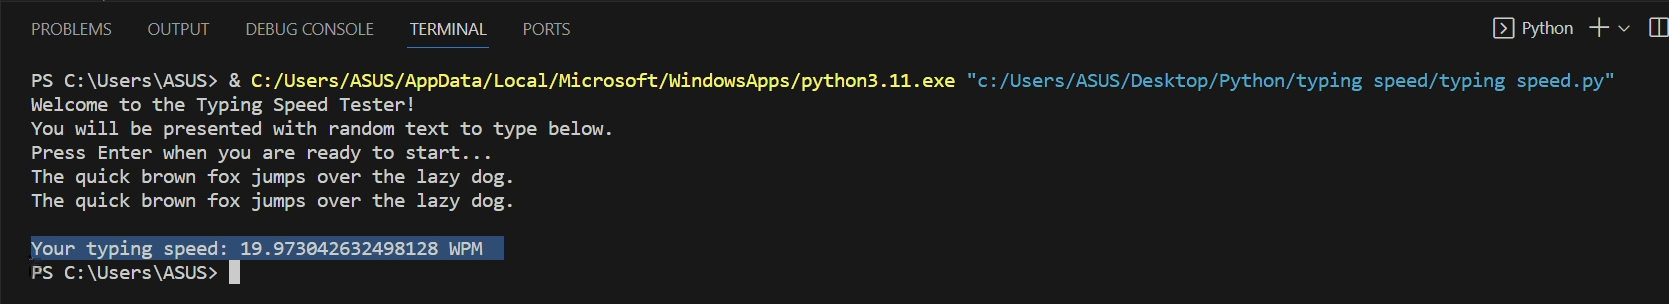 PROBLEMS OUTPUT DEBUG CONSOLE TERMINAL PORTS Python
PS C:\Users\ASUS> & C:/Users/ASUS/AppData/Local/Microsoft/WindowsApps/python3.11.exe "c:/Users/ASUS/Desktop/Python/typing speed/typing speed.py"
Welcome to the Typing Speed Tester!
You will be presented with random text to type below.
Press Enter when you are ready to start...
The quick brown fox jumps over the lazy dog.
The quick brown fox jumps over the lazy dog.
Your typing speed: 19.973042632498128 WPM
PS C:\Users\ASUS>